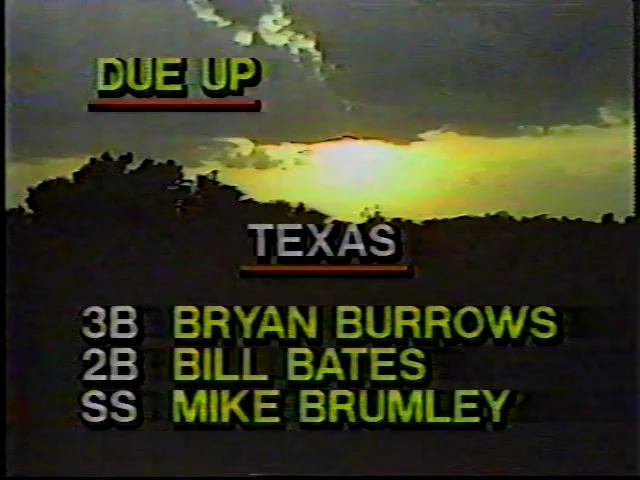 DUE UP
TEXAS
3B BRYAN BURROWS
2B BILL BATES
SS MIKE BRUMLEY